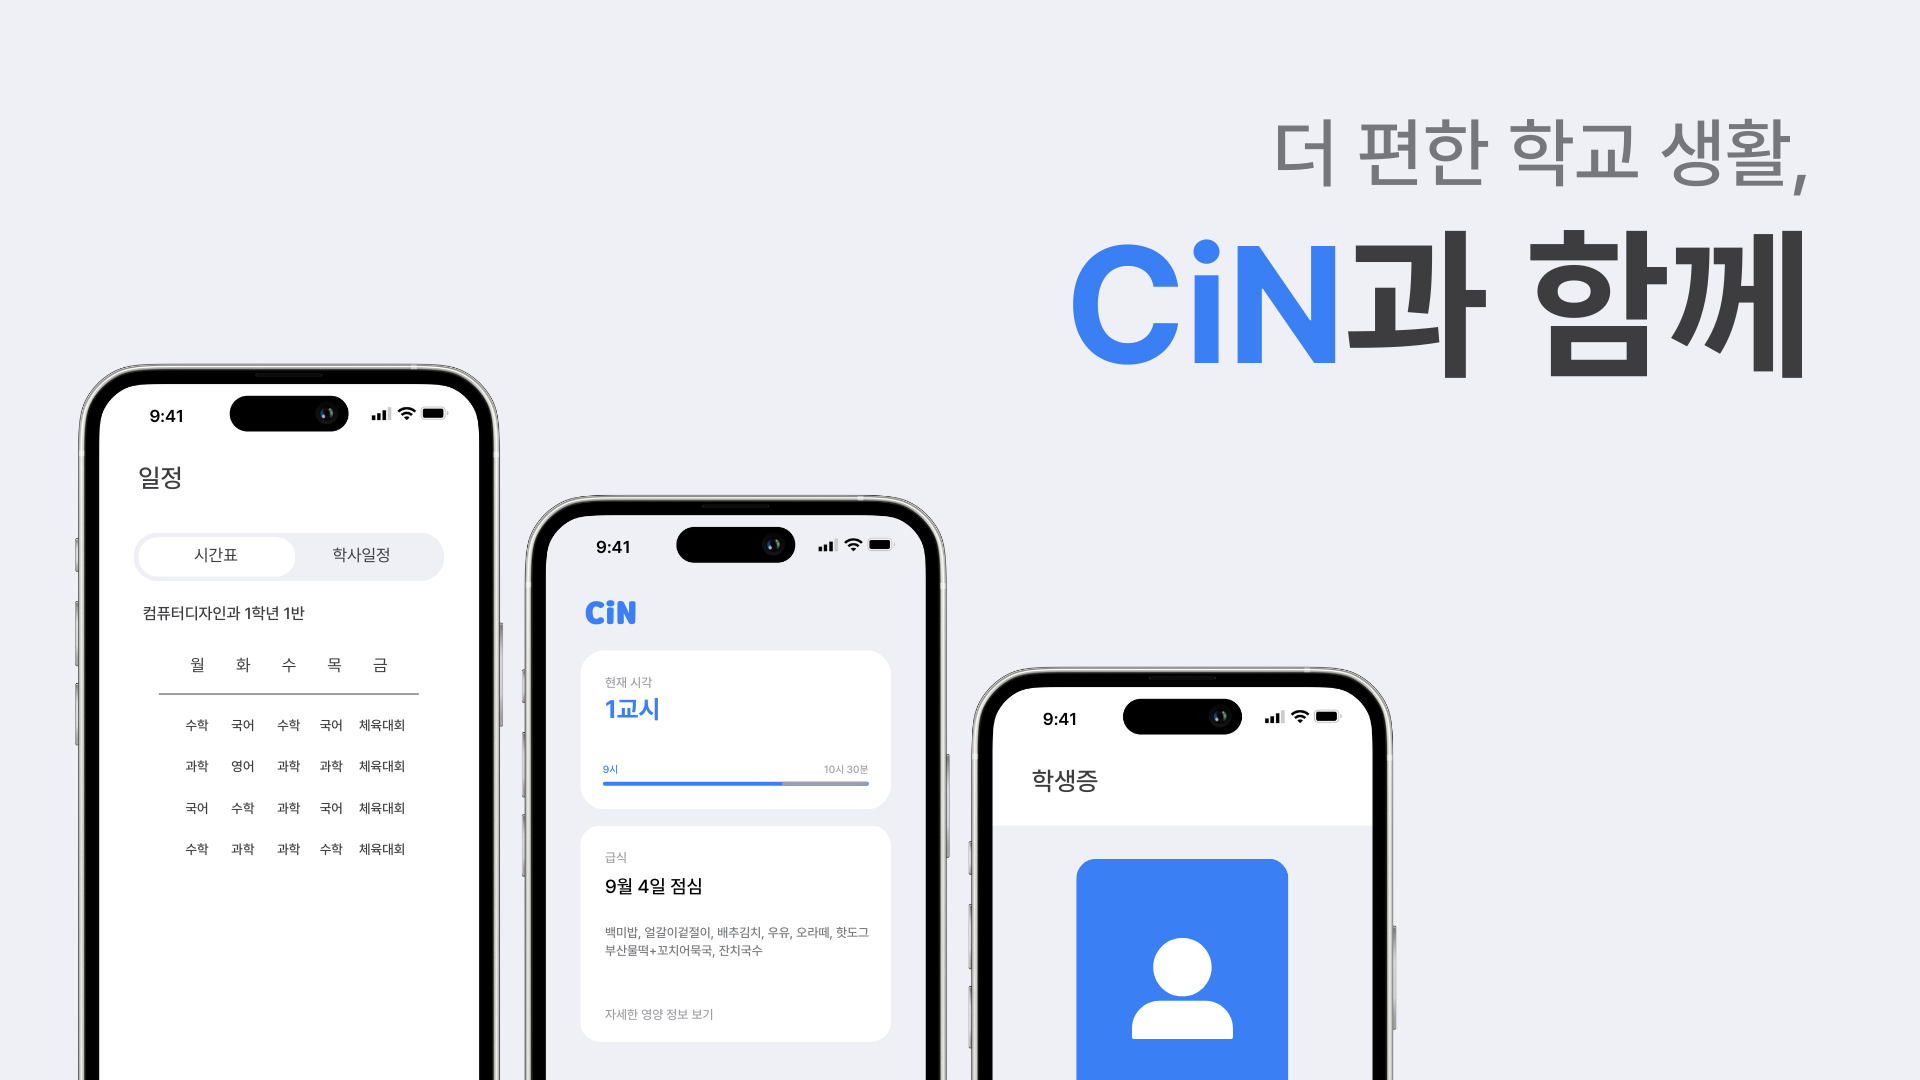 더 편한 학교 생활,
CiN과 함께
9:41
일정
시간표 학사일정
컴퓨터디자인과 1학년 1반
월 화 수 목 금
수학 국어 수학 국어 체육대회
과학 영어 과학 과학 체육대회
국어 수학 과학 국어 체육대회
수학 과학 과학 수학 체육대회
9:41
CiN
현재 시각
1교시
9시 10시 30분
급식
9월 4일 점심
백미밥, 얼갈이겉절이, 배추김치, 우유, 오라떼, 핫도그
부산물떡+꼬치어묵국, 잔치국수
자세한 영양 정보 보기
9:41
학생증